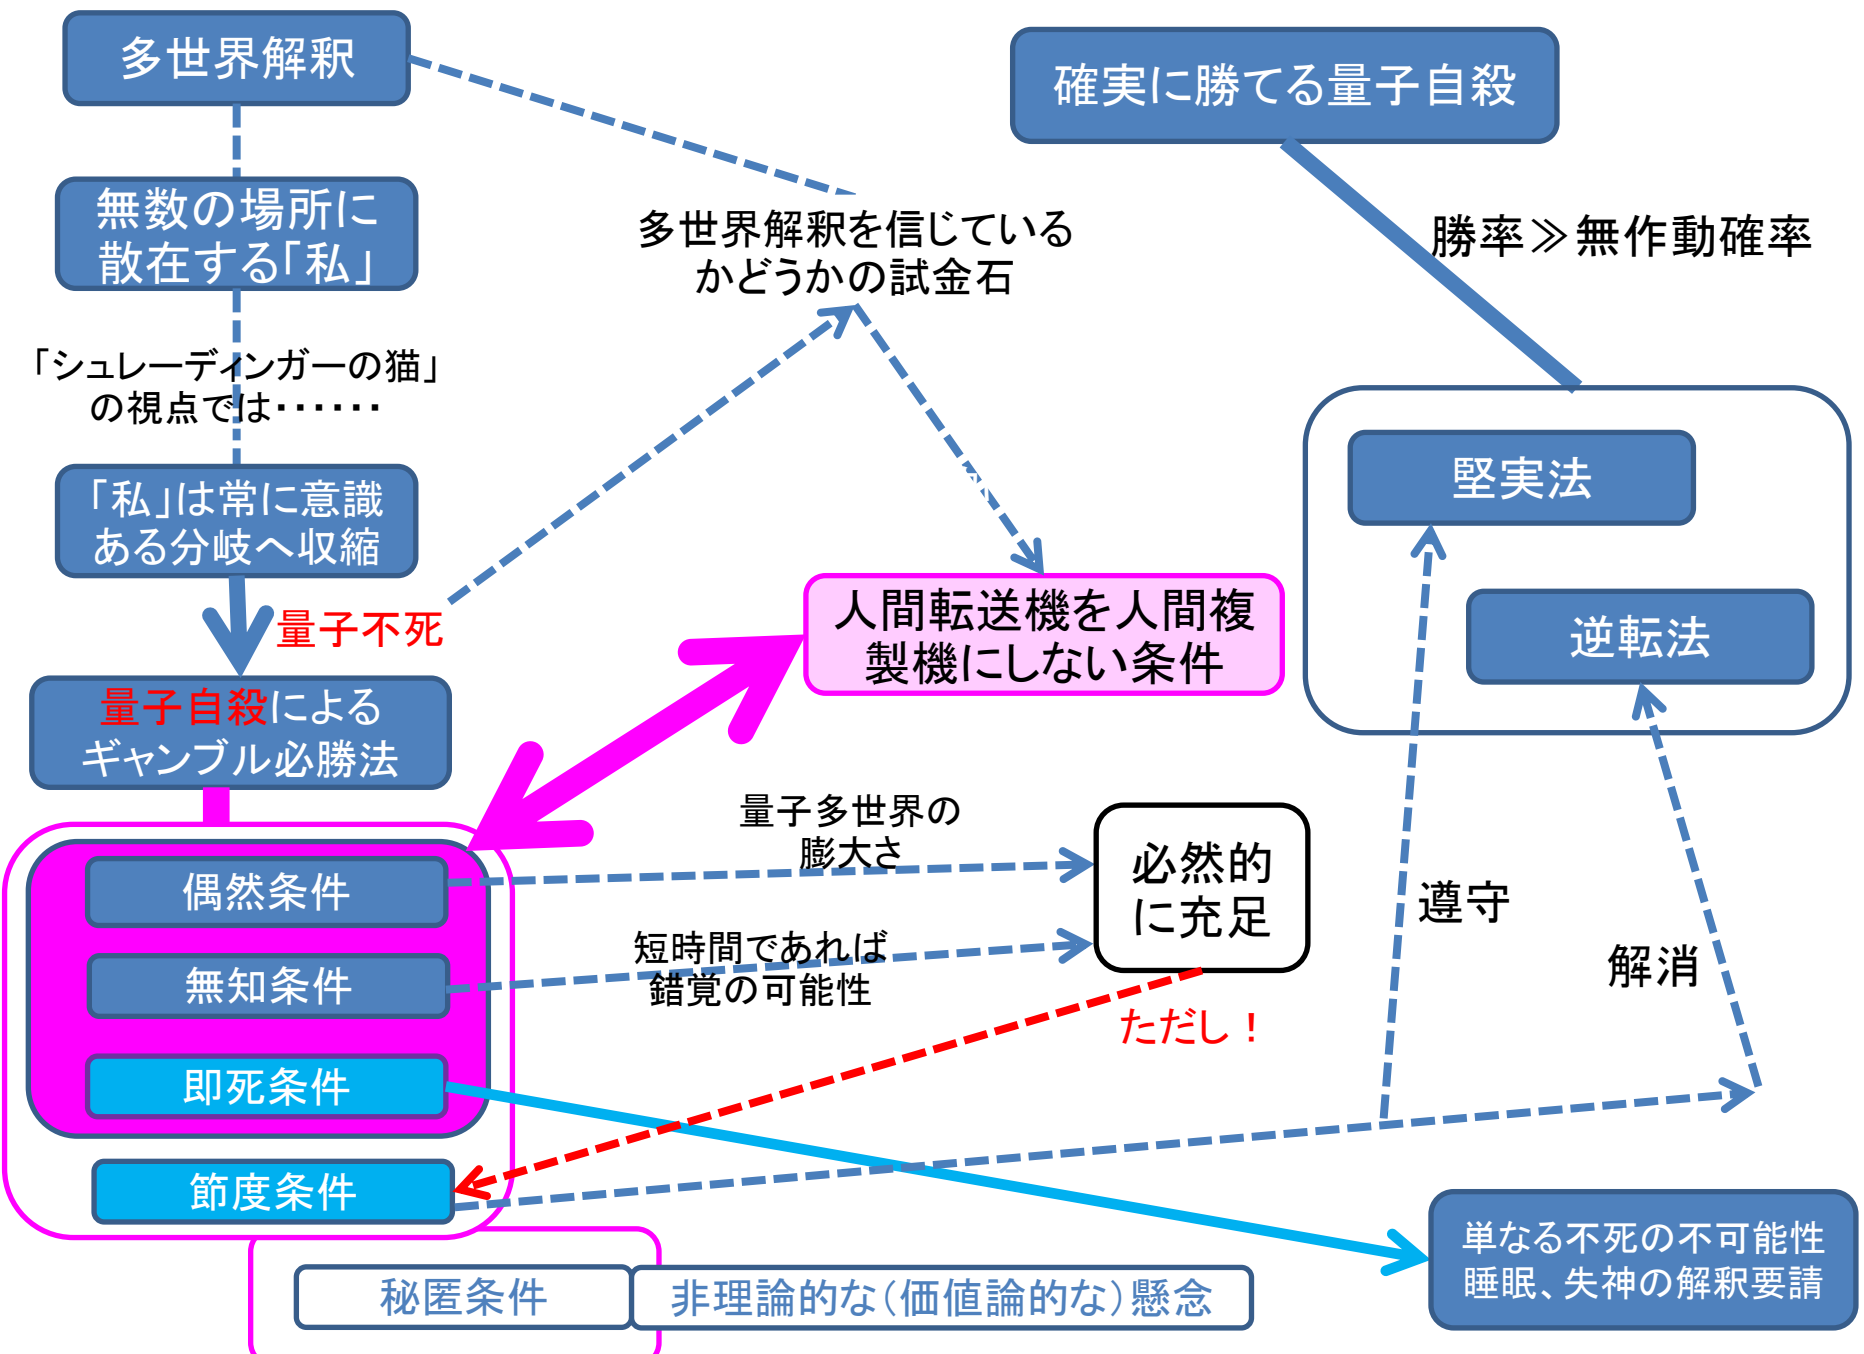 多世界解釈
確実に勝てる量子自殺
無数の場所に
散在する「私」
多世界解釈を信じている
かどうかの試金石
勝率≫無作動確率
「シュレーディンガーの猫」
の視点では・・・・・・
「私」は常に意識
ある分岐へ収縮
堅実法
逆転法
量子不死
人間転送機を人間複
製機にしない条件
量子自殺による
ギャンブル必勝法
量子多世界の
膨大さ
偶然条件
必然的
に充足
遵守
短時間であれば
錯覚の可能性
無知条件
解消
ただし！
即死条件
節度条件
単なる不死の不可能性
睡眠、失神の解釈要請
秘匿条件
非理論的な（価値論的な）懸念